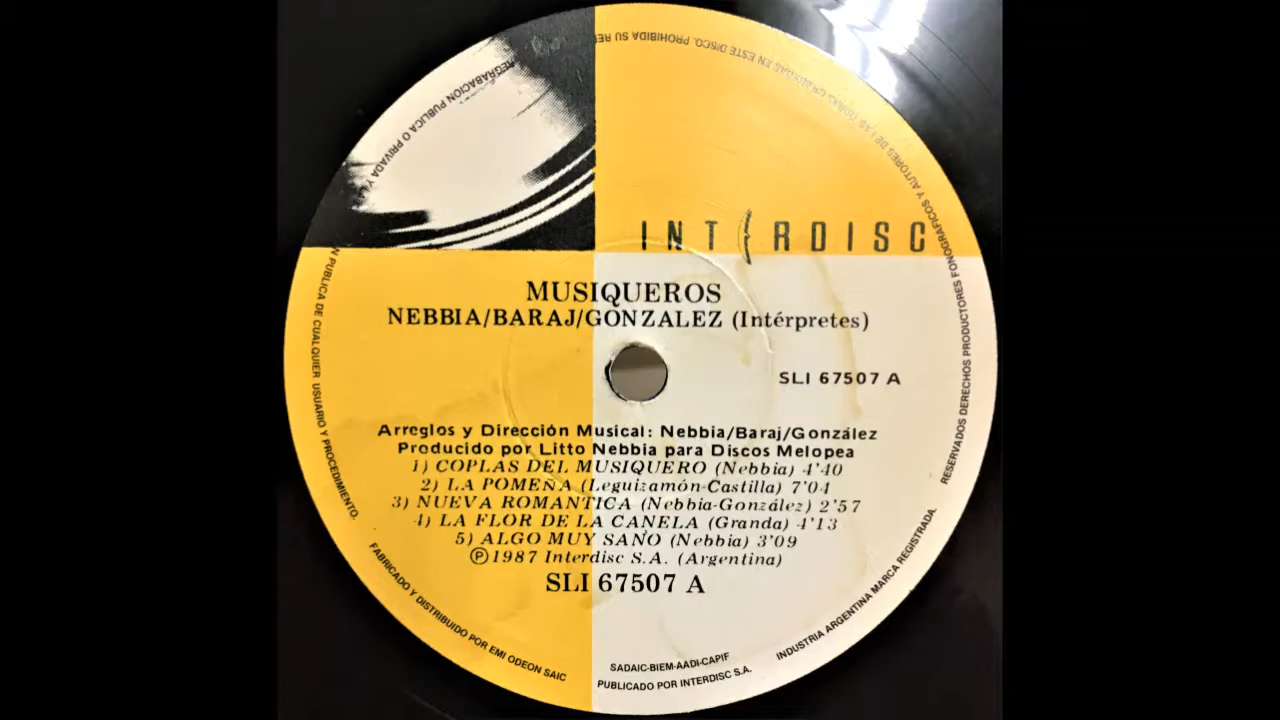 INTERDISC
MUSIQUEROS
NEBBIA/BARAJ/GONZALEZ (Intérpretes)
SLI 67507 A
Arreglos y Dirección Musical: Nebbia/Baraj/González
Producido por Litto Nebbia para Discos Melopea
1) COPLAS DEL MUSIQUERO (Nebbia) 4'40
2) LA POMEÑA (Leguizamón-Castilla) 7'04
3) NUEVA ROMANTICA (Nebbia-González) 2'57
4) LA FLOR DE LA CANELA (Granda) 4'13
5) ALGO MUY SANO (Nebbia) 3'09
Ⓟ1987 Interdisc S.A. (Argentina)
SLI 67507 A
SADAIC-BIEM-AADI-CAPIF
PUBLICADO POR INTERDISC S.A.
INDUSTRIA ARGENTINA MARCA REGISTRADA.
RESERVADOS DERECHOS PRODUCTORES FONOGRAFICOS Y AUTORES DE LAS OBRAS EN ESTE DISCO. PROHIBIDA SU
REGRABACION PUBLICA O PRIVADA Y
PUBLICA DE CUALQUIER USUARIO Y PROCEDIMIENTO.
FABRICADO Y DISTRIBUIDO POR EMI ODEON SAIC